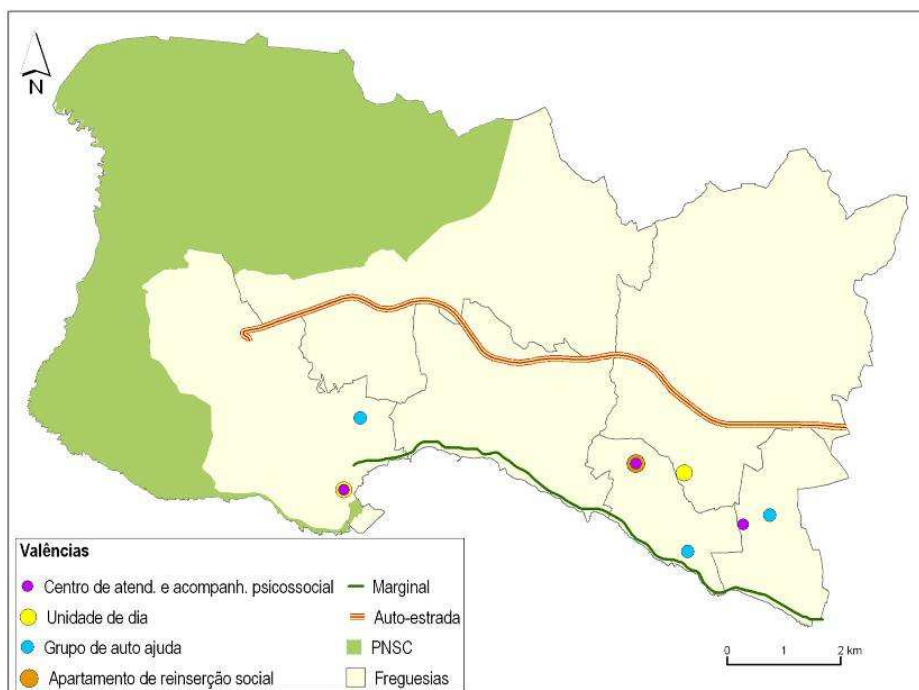 N
Valências
Centro de atend. e acompanh. psicossocial
Unidade de dia
Grupo de auto ajuda
Apartamento de reinserção social
Marginal
Auto-estrada
PNSC
Freguesias
0 1 2 km